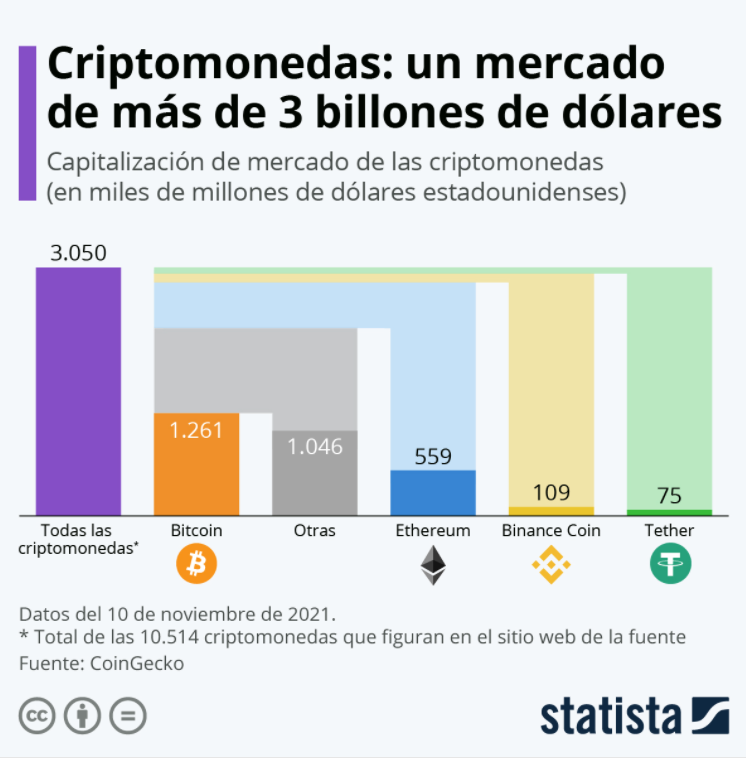 Criptomonedas: un mercado
de más de 3 billones de dólares
Capitalización de mercado de las criptomonedas
(en miles de millones de dólares estadounidenses)
3.050
1.261
1.046
559
109
75
Todas las
criptomonedas*
Bitcoin
Otras
Ethereum
Binance Coin
Tether
Datos del 10 de noviembre de 2021.
* Total de las 10.514 criptomonedas que figuran en el sitio web de la fuente
Fuente: CoinGecko
cc
statista